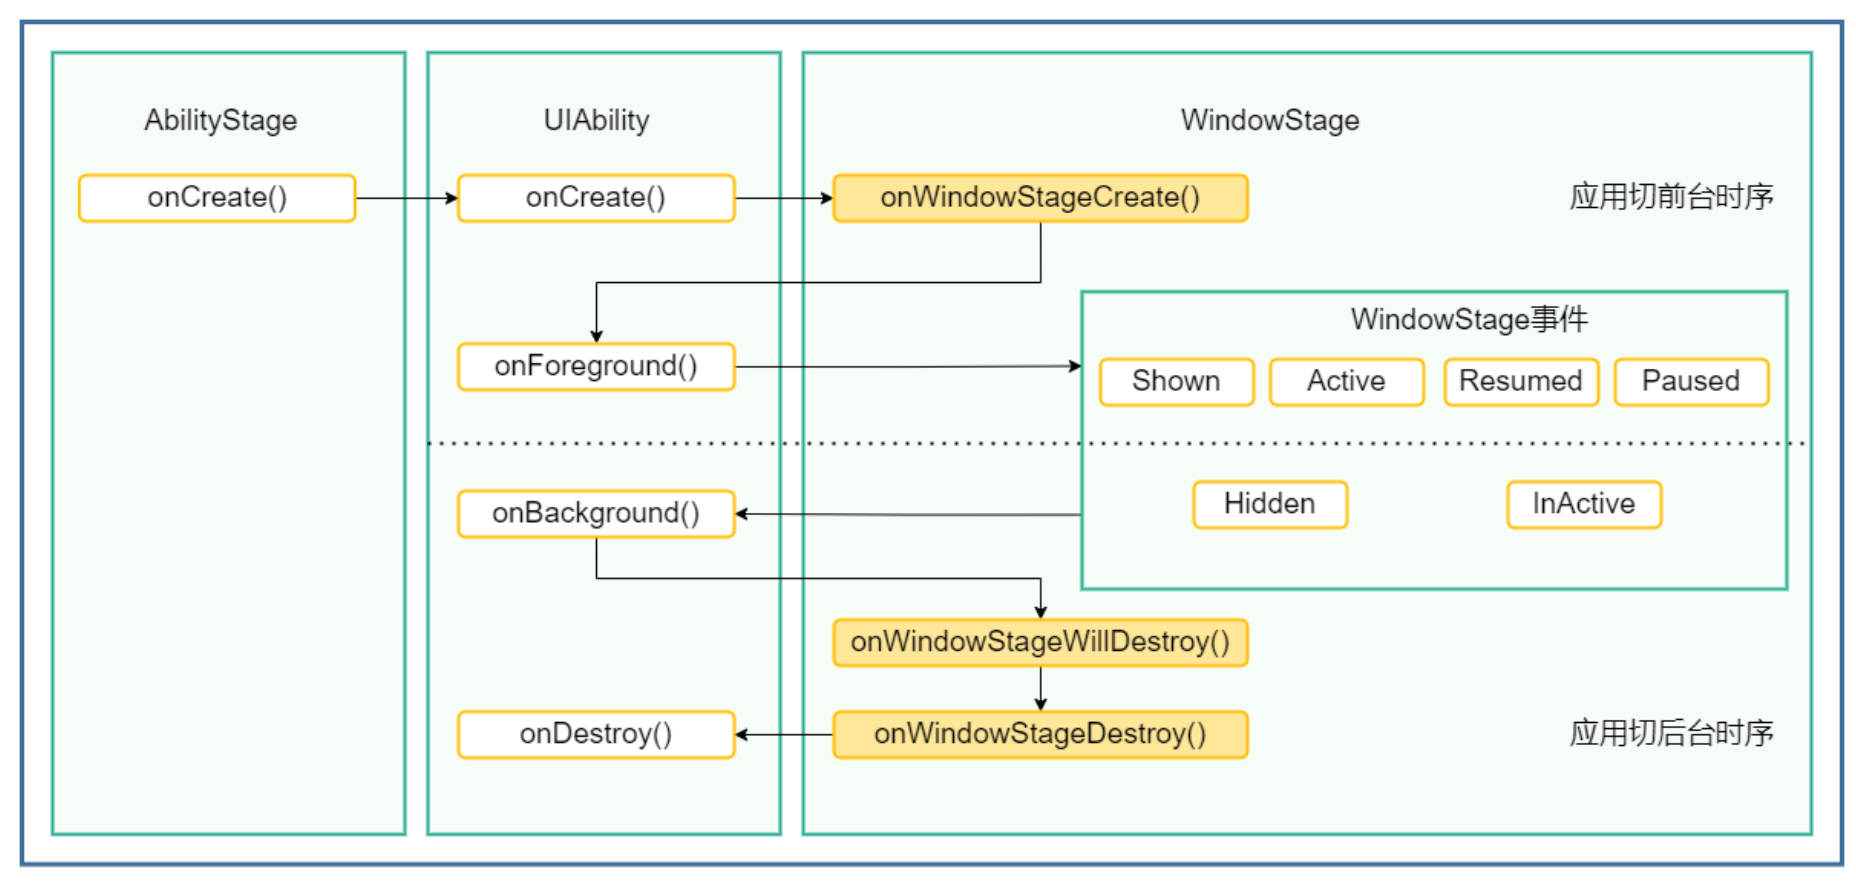 AbilityStage
UIAbility
WindowStage
onCreate()
onCreate()
onWindowStageCreate()
应用切前台时序
WindowStage事件
onForeground()
Shown
Active
Resumed
Paused
onBackground()
Hidden
InActive
onWindowStageWillDestroy()
onDestroy()
onWindowStageDestroy()
应用切后台时序